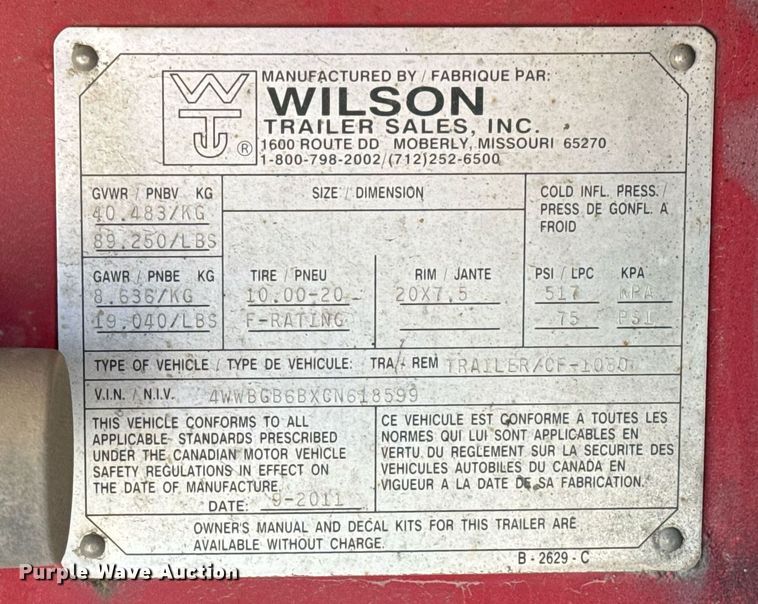 MANUFACTURED BY / FABRIQUE PAR:
WILSON
TRAILER SALES, INC.
1600 ROUTE DD MOBERLY, MISSOURI 65270
1-800-798-2002/(712)252-6500
WT ®
GVWR / PNBV KG
40.483/KG
89.250/LBS
SIZE / DIMENSION
COLD INFL. PRESS./
PRESS DE GONFL. A
FROID
GAWR / PNBE KG
8.636/KG
19.040/LBS
TIRE / PNEU
10.00-20
F-RATING
RIM / JANTE
20X7.5
PSI / LPC KPA
517 KPA
75 PSI
TYPE OF VEHICLE / TYPE DE VEHICULE: TRA/- REM TRAILER/CF-1080
V.I.N. / N.I.V. 4WWBGB6BXGN618599
THIS VEHICLE CONFORMS TO ALL
APPLICABLE STANDARDS PRESCRIBED
UNDER THE CANADIAN MOTOR VEHICLE
SAFETY REGULATIONS IN EFFECT ON
THE DATE OF MANUFACTURE.
DATE: 9-2011
CE VEHICULE EST CONFORME À TOUTES LES
NORMES QUI LUI SONT APPLICABLES EN
VERTU DU REGLEMENT SUR LA SECURITE DES
VEHICULES AUTOBILES DU CANADA EN
VIGUEUR A LA DATE DE SA FABRICATION.
OWNER'S MANUAL AND DECAL KITS FOR THIS TRAILER ARE
AVAILABLE WITHOUT CHARGE.
B - 2629 - C
Purple Wave Auction